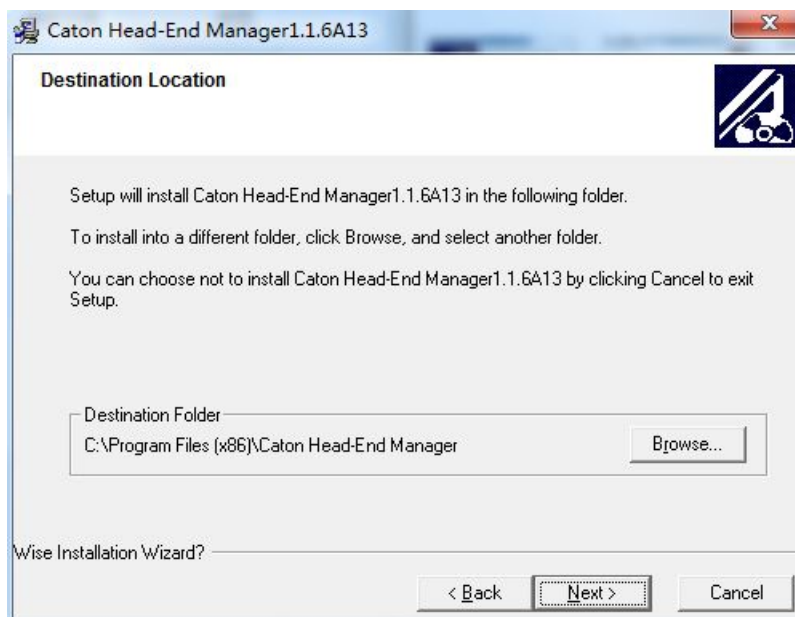 Caton Head-End Manager1.1.6A13
Destination Location
Setup will install Caton Head-End Manager1.1.6A13 in the following folder.
To install into a different folder, click Browse, and select another folder.
You can choose not to install Caton Head-End Manager1.1.6A13 by clicking Cancel to exit
Setup.
Destination Folder
C:\Program Files (x86)\Caton Head-End Manager
Browse...
Wise Installation Wizard?
< Back
Next >
Cancel